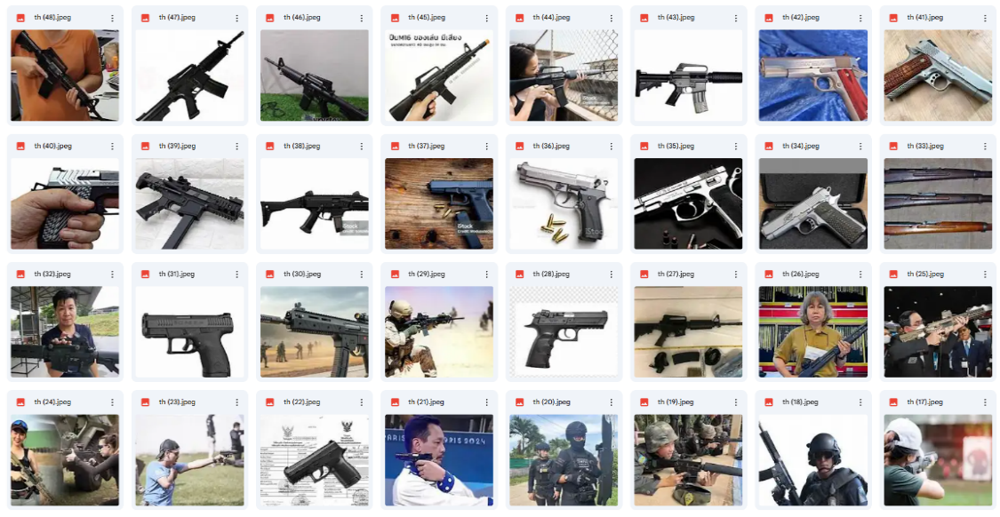 th (48).jpeg
th (47).jpeg
th (46).jpeg
th (45).jpeg
th (44).jpeg
th (43).jpeg
th (42).jpeg
th (41).jpeg
ปืนM16 ของเล่น มีเสียง
iStock
th (40).jpeg
th (39).jpeg
th (38).jpeg
th (37).jpeg
th (36).jpeg
th (35).jpeg
th (34).jpeg
th (33).jpeg
iStock
iStock
iStock
th (32).jpeg
th (31).jpeg
th (30).jpeg
th (29).jpeg
th (28).jpeg
th (27).jpeg
th (26).jpeg
th (25).jpeg
th (24).jpeg
th (23).jpeg
th (22).jpeg
th (21).jpeg
th (20).jpeg
th (19).jpeg
th (18).jpeg
th (17).jpeg
PARIS 2024